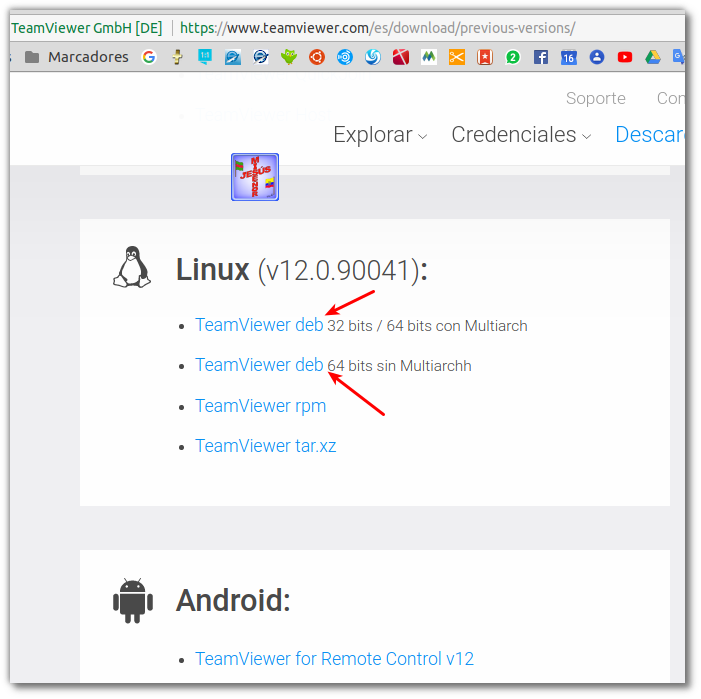 TeamViewer GmbH [DE] https://www.teamviewer.com/es/download/previous-versions/
Marcadores
Soporte
Explorar Credenciales Descar
MARCELO
JESÚS
Linux (v12.0.90041):
TeamViewer deb 32 bits / 64 bits con Multiarch
TeamViewer deb 64 bits sin Multiarchh
TeamViewer rpm
TeamViewer tar.xz
Android:
TeamViewer for Remote Control v12